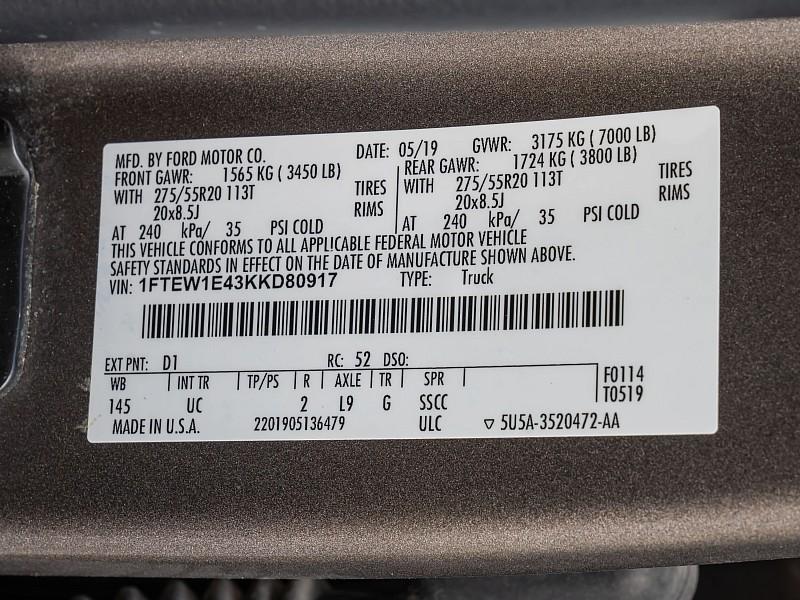 MFD. BY FORD MOTOR CO. DATE: 05/19 GVWR: 3175 KG ( 7000 LB)
FRONT GAWR: 1565 KG ( 3450 LB) REAR GAWR: 1724 KG ( 3800 LB)
WITH 275/55R20 113T TIRES WITH 275/55R20 113T TIRES
20x8.5J RIMS 20x8.5J RIMS
AT 240 kPa/ 35 PSI COLD AT 240 kPa/ 35 PSI COLD
THIS VEHICLE CONFORMS TO ALL APPLICABLE FEDERAL MOTOR VEHICLE
SAFETY STANDARDS IN EFFECT ON THE DATE OF MANUFACTURE SHOWN ABOVE.
VIN: 1FTEW1E43KKD80917 TYPE: Truck
EXT PNT: D1 RC: 52 DSO:
WB INT TR TP/PS R AXLE TR SPR F0114
145 UC 2 L9 G SSCC T0519
MADE IN U.S.A. 2201905136479 ULC ▽ 5U5A-3520472-AA